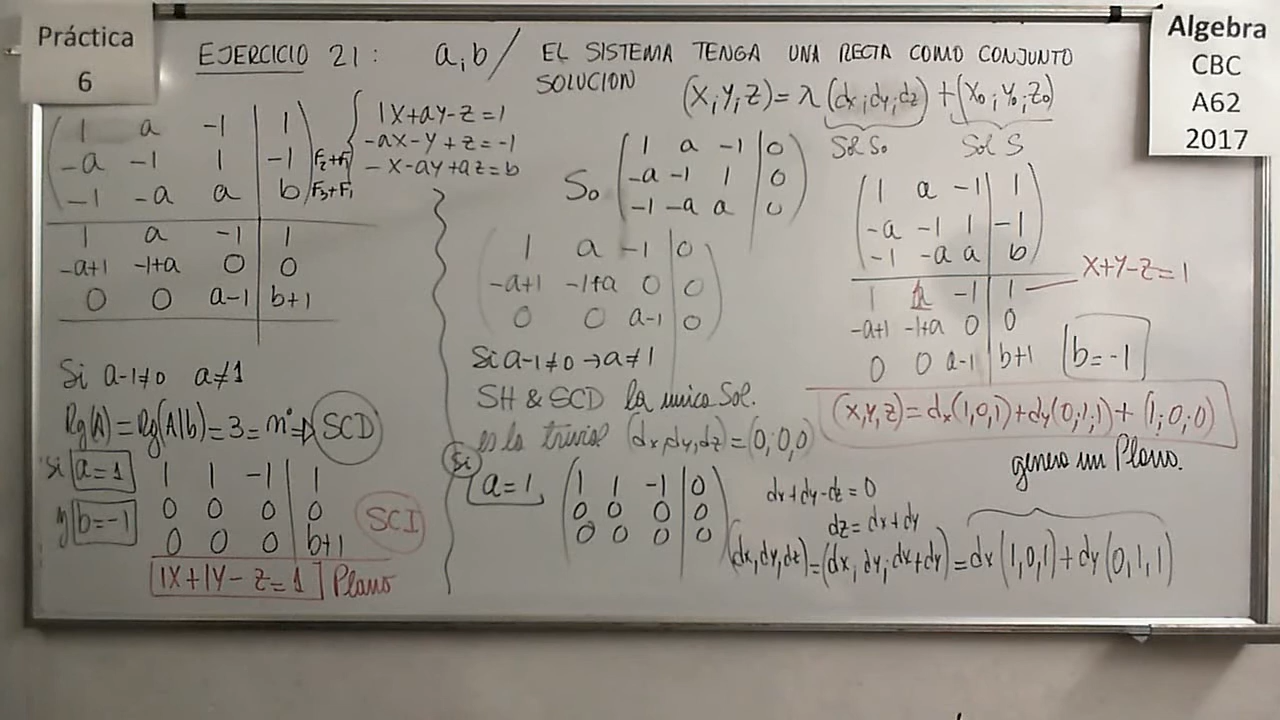 Práctica
6
EJERCICIO 21: a,b / EL SISTEMA TENGA UNA RECTA COMO CONJUNTO
SOLUCION (x,y,z)=λ(dx;dy;dz)+(x₀;y₀;z₀)
Sol S₀ Sol S
Algebra
CBC
A62
2017
1 a -1 | 1
-a -1 1 | -1 F₂+F₁
-1 -a a | b F₃+F₁
1x+ay-z=1
-ax-y+z=-1
-x-ay+az=b
1 a -1 | 1
-a+1 -1+a 0 | 0
0 0 a-1 | b+1
Si a-1≠0 a≠1
Rg(A)=Rg(A|b)=3=nº⇒ SCD
Si a=1
y b=-1
1 1 -1 | 1
0 0 0 | 0
0 0 0 | b+1
SCI
1x+1y-z=1 Plano
S₀
1 a -1 | 0
-a -1 1 | 0
-1 -a a | 0
1 a -1 | 0
-a+1 -1+a 0 | 0
0 0 a-1 | 0
Si a-1≠0 → a≠1
SH & SCD la unica Sol.
es la trivial (dx,dy,dz)=(0;0,0)
Si a=1
1 1 -1 | 0
0 0 0 | 0
0 0 0 | 0
dx+dy-dz=0
dz=dx+dy
(dx,dy,dz)=(dx,dy;dx+dy)=dx(1,0,1)+dy(0,1,1)
1 a -1 | 1
-a -1 1 | -1
-1 -a a | b
1 -1 | 1 x+y-z=1
-a+1 -1+a 0 | 0
0 0 a-1 | b+1
b=-1
(x,y,z)=dx(1,0,1)+dy(0;1;1)+(1;0;0)
genera un Plano.